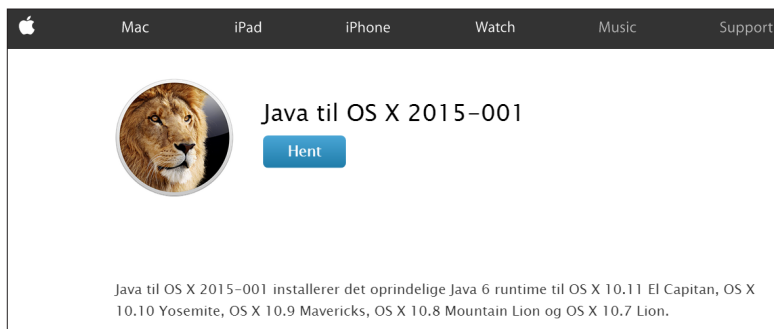 Mac iPad iPhone Watch Music Support
Java til OS X 2015-001
Hent
Java til OS X 2015-001 installerer det oprindelige Java 6 runtime til OS X 10.11 El Capitan, OS X
10.10 Yosemite, OS X 10.9 Mavericks, OS X 10.8 Mountain Lion og OS X 10.7 Lion.